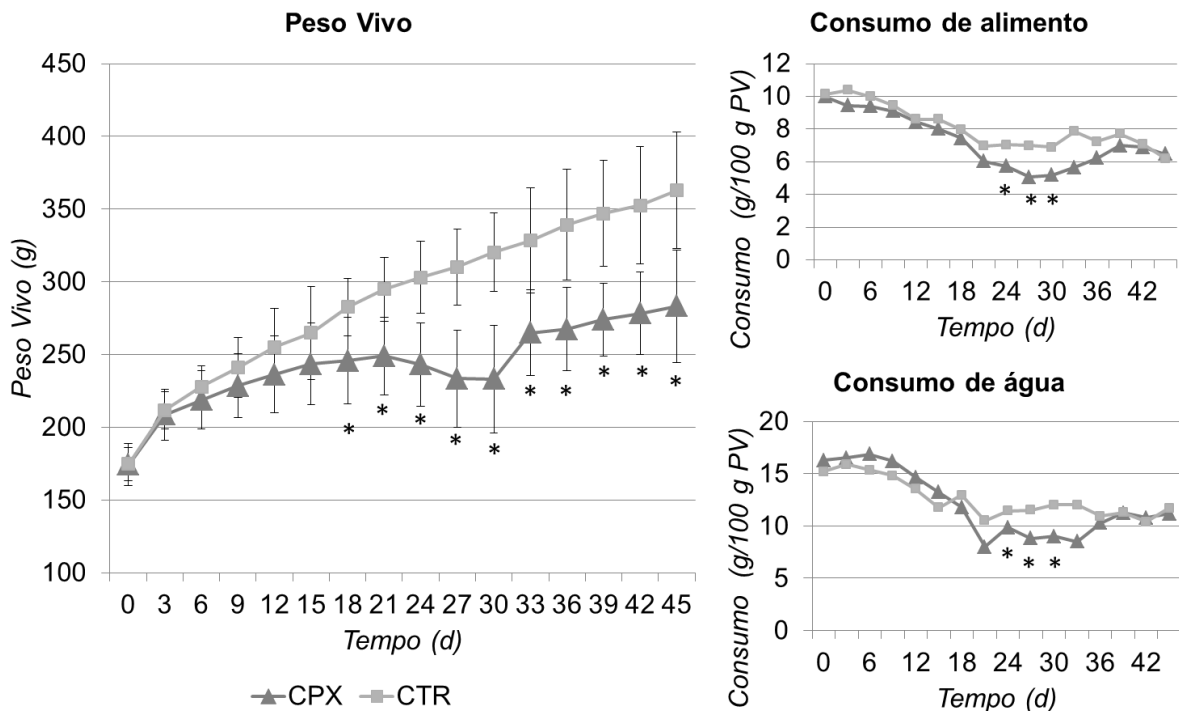 Peso Vivo
Peso Vivo (g)
450
400
350
300
250
200
150
100
* * * * * * * * * *
0 3 6 9 12 15 18 21 24 27 30 33 36 39 42 45
Tempo (d)
CPX CTR
Consumo de alimento
Consumo (g/100 g PV)
12
10
8
6
4
2
0
* * *
0 6 12 18 24 30 36 42
Tempo (d)
Consumo de água
Consumo (g/100 g PV)
20
15
10
5
0
* * *
0 6 12 18 24 30 36 42
Tempo (d)